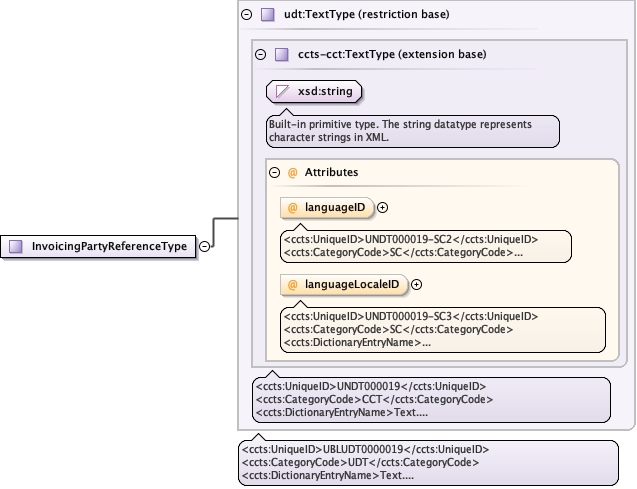 udt:TextType (restriction base)
ccts-cct:TextType (extension base)
xsd:string
Built-in primitive type. The string datatype represents
character strings in XML.
@ Attributes
@ languageID
<ccts:UniqueID>UNDT000019-SC2</ccts:UniqueID>
<ccts:CategoryCode>SC</ccts:CategoryCode>...
InvoicingPartyReferenceType
@ languageLocaleID
<ccts:UniqueID>UNDT000019-SC3</ccts:UniqueID>
<ccts:CategoryCode>SC</ccts:CategoryCode>
<ccts:DictionaryEntryName>...
<ccts:UniqueID>UNDT000019</ccts:UniqueID>
<ccts:CategoryCode>CCT</ccts:CategoryCode>
<ccts:DictionaryEntryName>Text....
<ccts:UniqueID>UBLUDT0000019</ccts:UniqueID>
<ccts:CategoryCode>UDT</ccts:CategoryCode>
<ccts:DictionaryEntryName>Text....